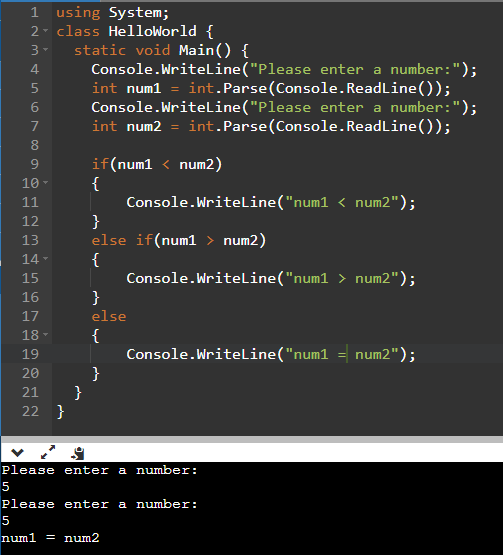 1 using System;
2 class HelloWorld {
3 static void Main() {
4 Console.WriteLine("Please enter a number:");
5 int num1 = int.Parse(Console.ReadLine());
6 Console.WriteLine("Please enter a number:");
7 int num2 = int.Parse(Console.ReadLine());
8
9 if(num1 < num2)
10 {
11 Console.WriteLine("num1 < num2");
12 }
13 else if(num1 > num2)
14 {
15 Console.WriteLine("num1 > num2");
16 }
17 else
18 {
19 Console.WriteLine("num1 = num2");
20 }
21 }
22 }
Please enter a number:
5
Please enter a number:
5
num1 = num2